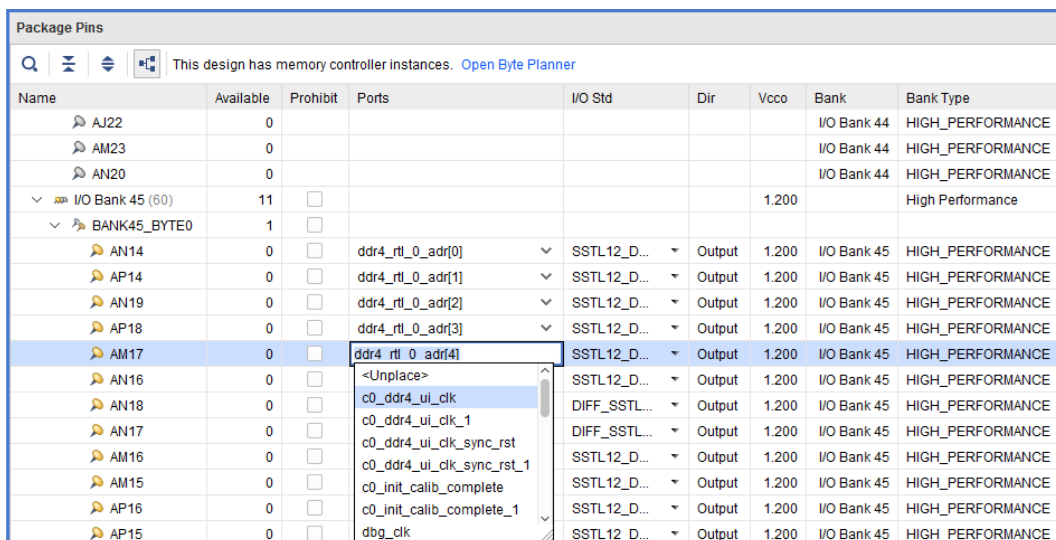 Package Pins
This design has memory controller instances. Open Byte Planner
Name Available Prohibit Ports I/O Std Dir Vcco Bank Bank Type
AJ22 0 I/O Bank 44 HIGH_PERFORMANCE
AM23 0 I/O Bank 44 HIGH_PERFORMANCE
AN20 0 I/O Bank 44 HIGH_PERFORMANCE
I/O Bank 45 (60) 11 1.200 High Performance
BANK45_BYTE0 1
AN14 0 ddr4_rtl_0_adr[0] SSTL12_D... Output 1.200 I/O Bank 45 HIGH_PERFORMANCE
AP14 0 ddr4_rtl_0_adr[1] SSTL12_D... Output 1.200 I/O Bank 45 HIGH_PERFORMANCE
AN19 0 ddr4_rtl_0_adr[2] SSTL12_D... Output 1.200 I/O Bank 45 HIGH_PERFORMANCE
AP18 0 ddr4_rtl_0_adr[3] SSTL12_D... Output 1.200 I/O Bank 45 HIGH_PERFORMANCE
AM17 0 ddr4_rtl_0_adr[4] SSTL12_D... Output 1.200 I/O Bank 45 HIGH_PERFORMANCE
AN16 0 <Unplace> SSTL12_D... Output 1.200 I/O Bank 45 HIGH_PERFORMANCE
AN18 0 c0_ddr4_ui_clk DIFF_SSTL... Output 1.200 I/O Bank 45 HIGH_PERFORMANCE
AN17 0 c0_ddr4_ui_clk_1 DIFF_SSTL... Output 1.200 I/O Bank 45 HIGH_PERFORMANCE
AM16 0 c0_ddr4_ui_clk_sync_rst SSTL12_D... Output 1.200 I/O Bank 45 HIGH_PERFORMANCE
AM15 0 c0_ddr4_ui_clk_sync_rst_1 SSTL12_D... Output 1.200 I/O Bank 45 HIGH_PERFORMANCE
AP16 0 c0_init_calib_complete SSTL12_D... Output 1.200 I/O Bank 45 HIGH_PERFORMANCE
c0_init_calib_complete_1
AP15 0 dbg_clk SSTL12_D... Output 1.200 I/O Bank 45 HIGH_PERFORMANCE